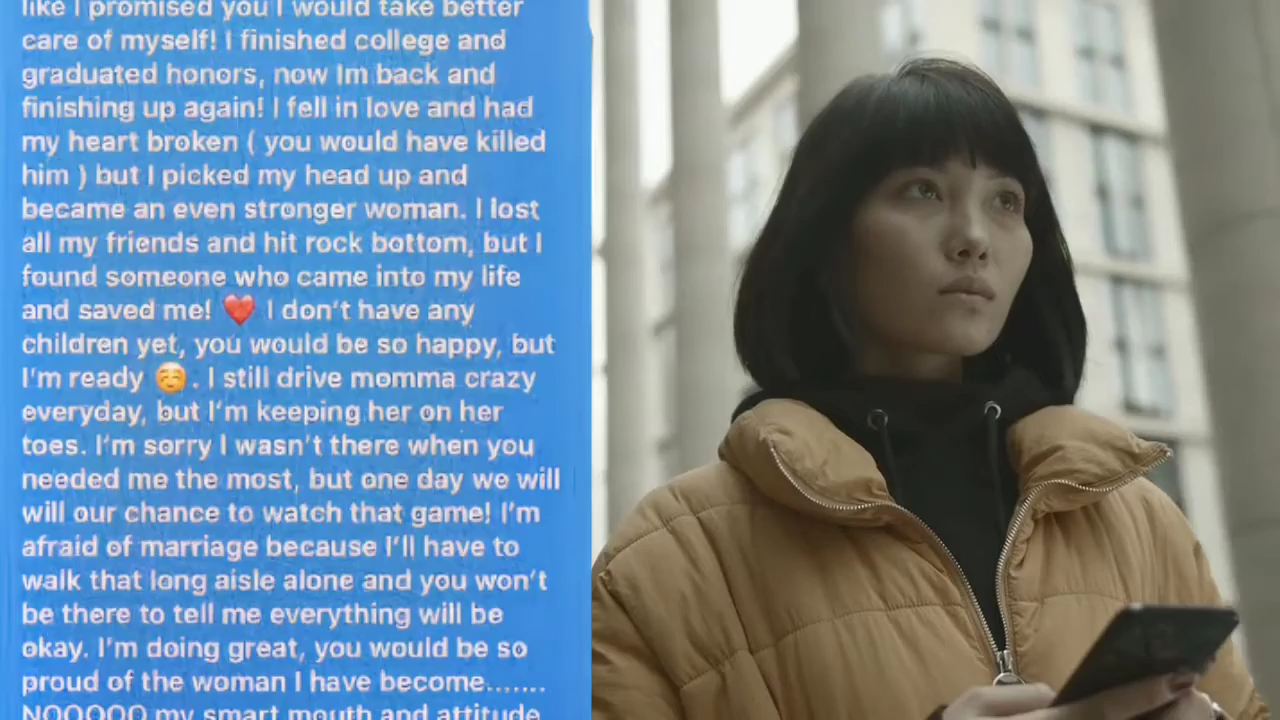 like I promised you I would take better
care of myself! I finished college and
graduated honors, now Im back and
finishing up again! I fell in love and had
my heart broken ( you would have killed
him ) but I picked my head up and
became an even stronger woman. I lost
all my friends and hit rock bottom, but I
found someone who came into my life
and saved me! ❤️ I don't have any
children yet, you would be so happy, but
I'm ready ☺️. I still drive momma crazy
everyday, but I'm keeping her on her
toes. I'm sorry I wasn't there when you
needed me the most, but one day we will
will our chance to watch that game! I'm
afraid of marriage because I'll have to
walk that long aisle alone and you won't
be there to tell me everything will be
okay. I'm doing great, you would be so
proud of the woman I have become.......
NOOOOO my smart mouth and attitude